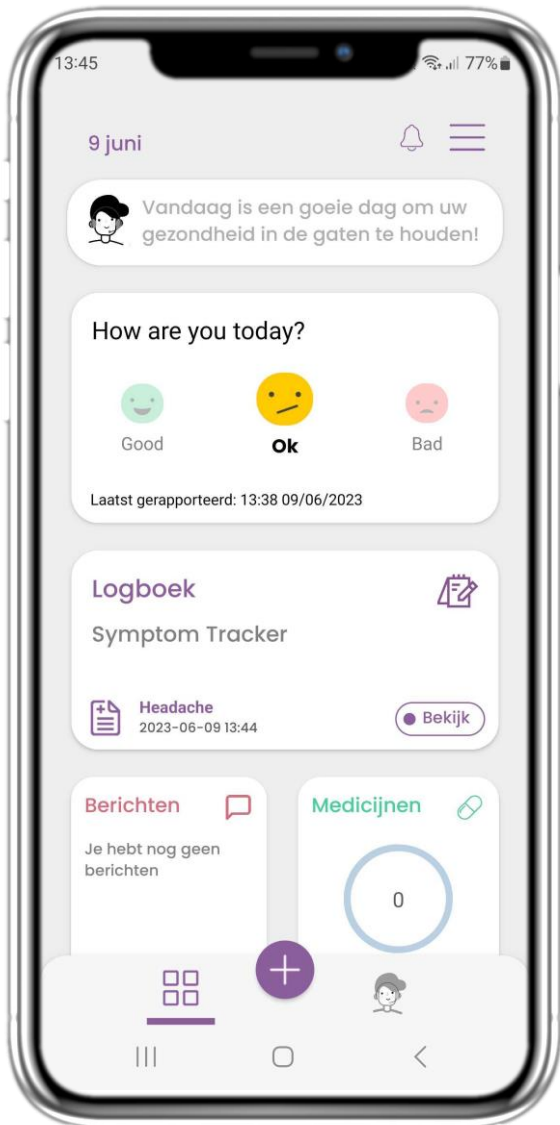 13:45
77%
9 juni
Vandaag is een goeie dag om uw
gezondheid in de gaten te houden!
How are you today?
Good
Ok
Bad
Laatst gerapporteerd: 13:38 09/06/2023
Logboek
Symptom Tracker
Headache
2023-06-09 13:44
Bekijk
Berichten
Je hebt nog geen
berichten
Medicijnen
0